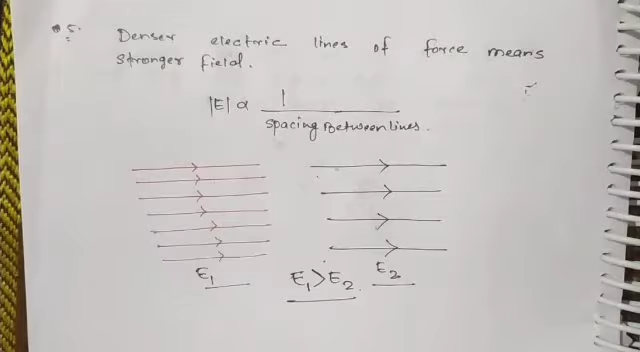 5.
Denser electric lines of force means
stronger field.
|E| α 1
spacing Between lines.
E1
E1>E2.
E2